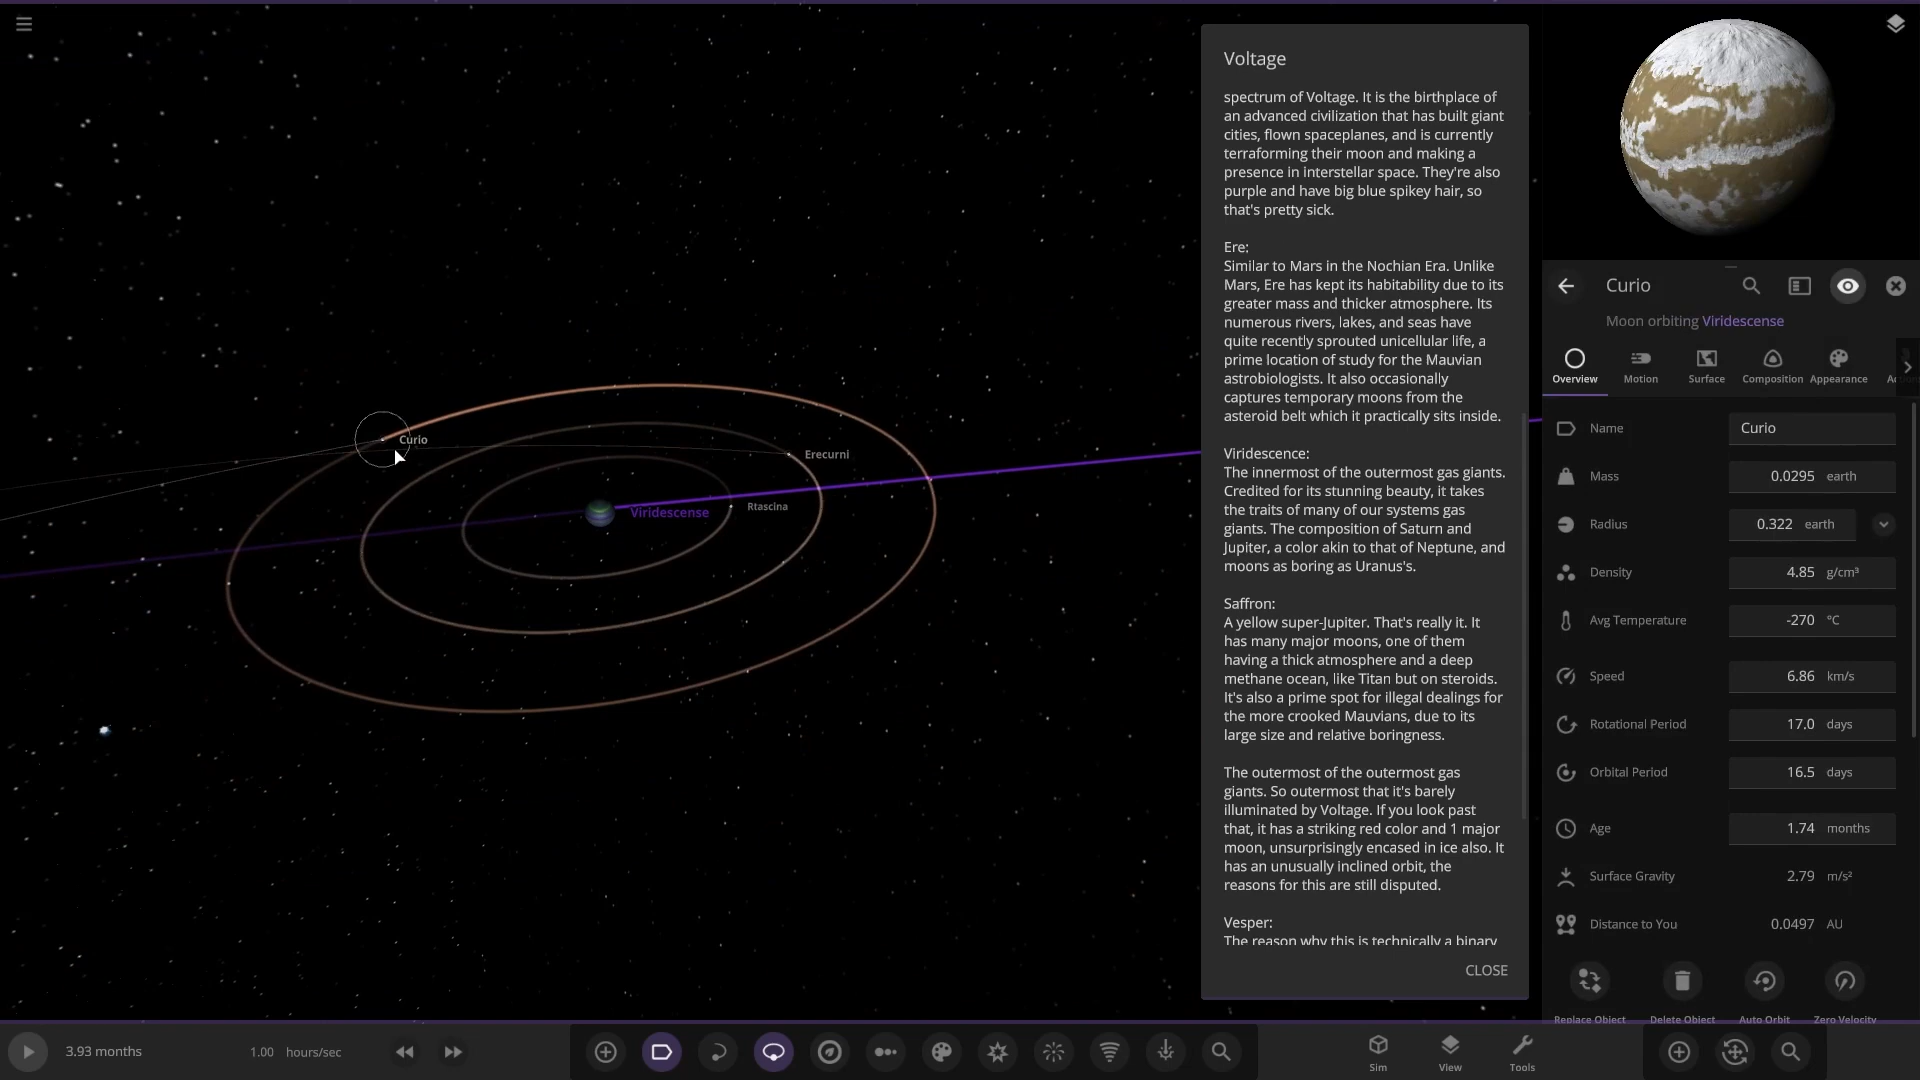 Voltage
spectrum of Voltage. It is the birthplace of
an advanced civilization that has built giant
cities, flown spaceplanes, and is currently
terraforming their moon and making a
presence in interstellar space. They're also
purple and have big blue spikey hair, so
that's pretty sick.
Ere:
Similar to Mars in the Nochian Era. Unlike
Mars, Ere has kept its habitability due to its
greater mass and thicker atmosphere. Its
numerous rivers, lakes, and seas have
quite recently sprouted unicellular life, a
prime location of study for the Mauvian
astrobiologists. It also occasionally
captures temporary moons from the
asteroid belt which it practically sits inside.
Viridescence:
The innermost of the outermost gas giants.
Credited for its stunning beauty, it takes
the traits of many of our systems gas
giants. The composition of Saturn and
Jupiter, a color akin to that of Neptune, and
moons as boring as Uranus's.
Saffron:
A yellow super-Jupiter. That's really it. It
has many major moons, one of them
having a thick atmosphere and a deep
methane ocean, like Titan but on steroids.
It's also a prime spot for illegal dealings for
the more crooked Mauvians, due to its
large size and relative boringness.
The outermost of the outermost gas
giants. So outermost that it's barely
illuminated by Voltage. If you look past
that, it has a striking red color and 1 major
moon, unsurprisingly encased in ice also. It
has an unusually inclined orbit, the
reasons for this are still disputed.
Vesper:
The reason why this is technically a binary
CLOSE
Curio
Erecurni
Rtascina
Viridescense
Curio
Moon orbiting Viridescense
Overview Motion Surface Composition Appearance
Name Curio
Mass 0.0295 earth
Radius 0.322 earth
Density 4.85 g/cm³
Avg Temperature -270 °C
Speed 6.86 km/s
Rotational Period 17.0 days
Orbital Period 16.5 days
Age 1.74 months
Surface Gravity 2.79 m/s²
Distance to You 0.0497 AU
Replace Object Delete Object Auto Orbit Zero Velocity
3.93 months 1.00 hours/sec
Sim View Tools